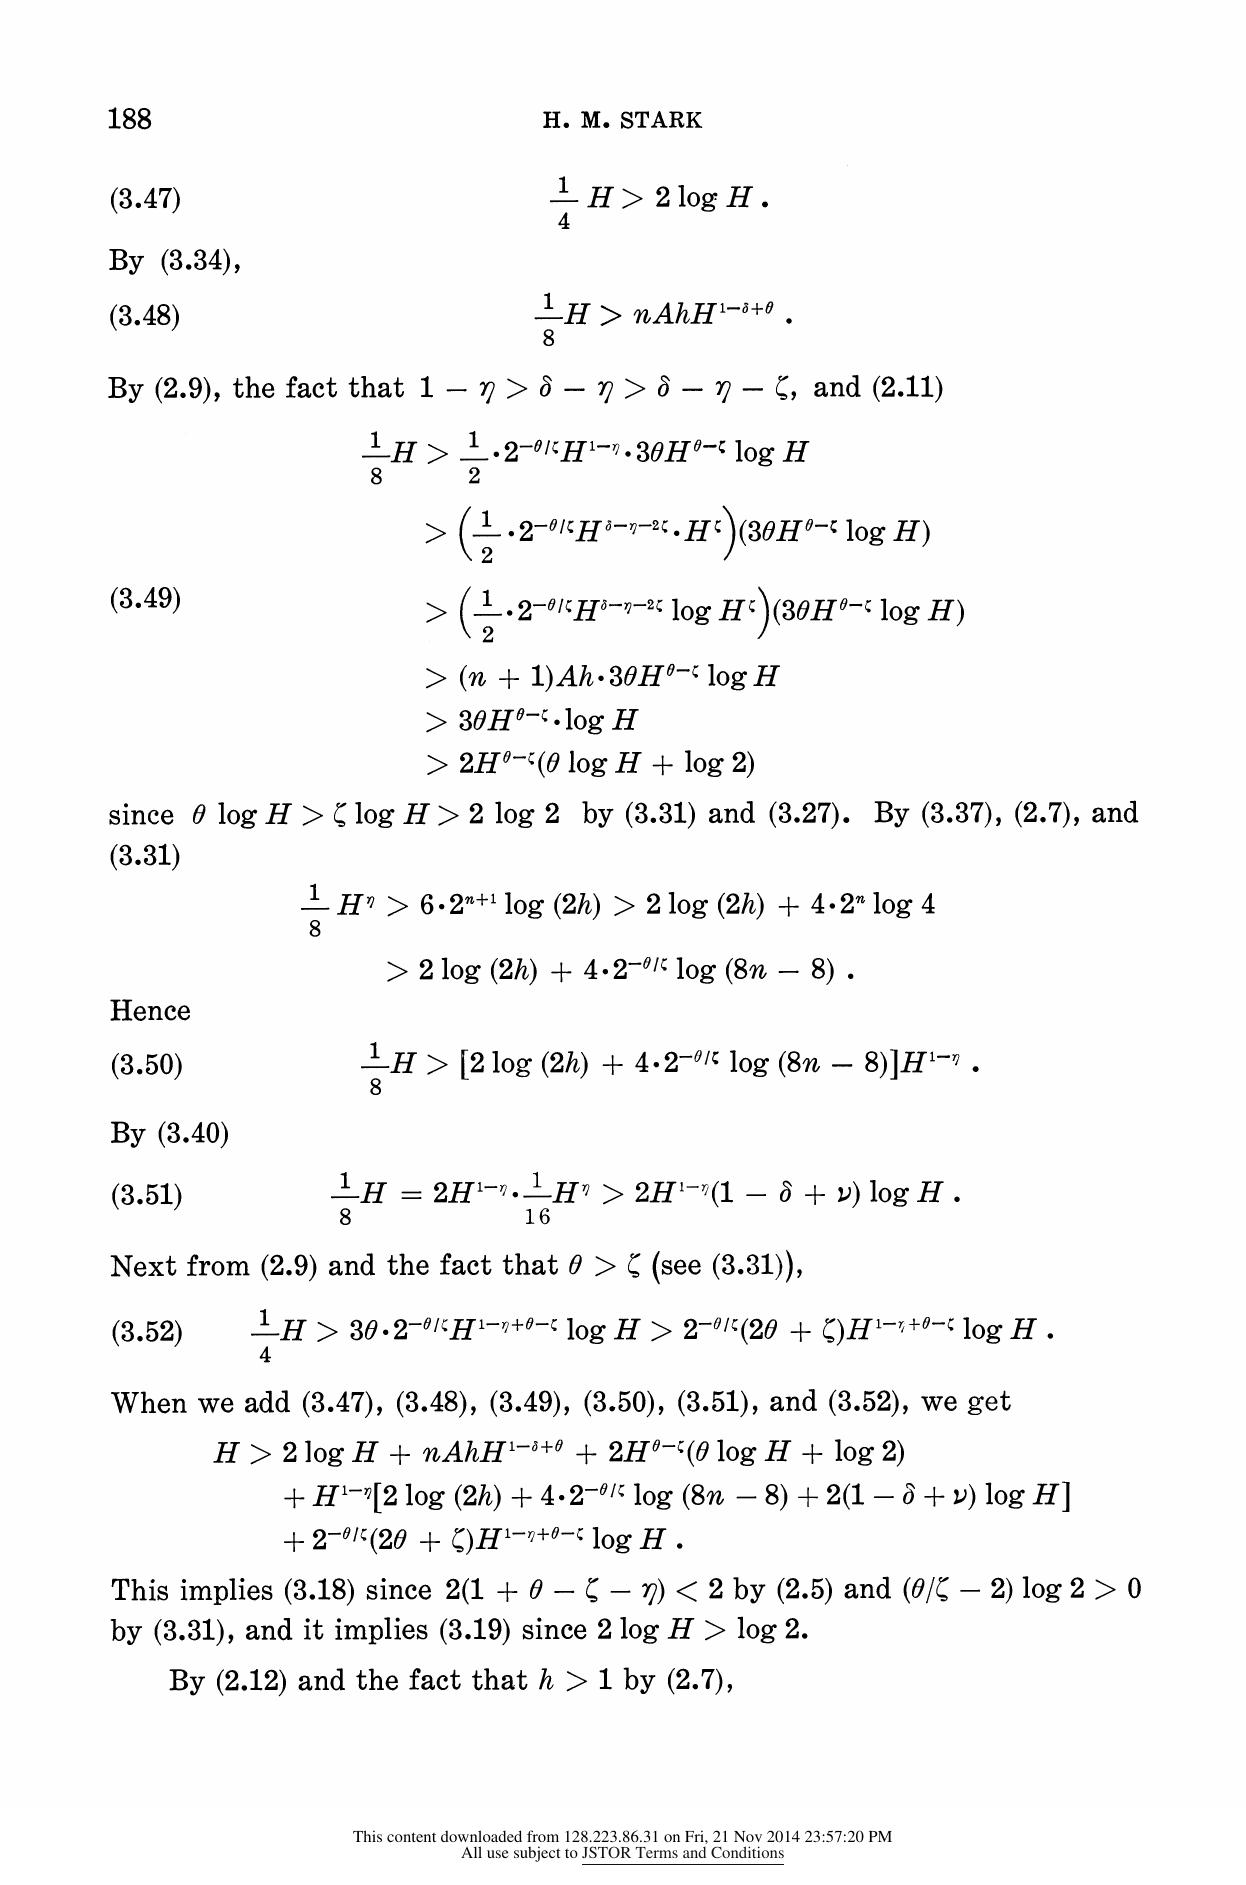 188 H. M. STARK
(3.47) $\frac{1}{4} H > 2 \log H$ .
By (3.34),
(3.48) $\frac{1}{8} H > nAhH^{1-\delta+\theta}$ .
By (2.9), the fact that $1 - \eta > \delta - \eta > \delta - \eta - \zeta$, and (2.11)
$\frac{1}{8} H > \frac{1}{2} \cdot 2^{-\theta/\zeta} H^{1-\eta} \cdot 3\theta H^{\theta-\zeta} \log H$
$> \left(\frac{1}{2} \cdot 2^{-\theta/\zeta} H^{\delta-\eta-2\zeta} \cdot H^{\zeta}\right)(3\theta H^{\theta-\zeta} \log H)$
(3.49) $> \left(\frac{1}{2} \cdot 2^{-\theta/\zeta} H^{\delta-\eta-2\zeta} \log H^{\zeta}\right)(3\theta H^{\theta-\zeta} \log H)$
$> (n + 1)Ah \cdot 3\theta H^{\theta-\zeta} \log H$
$> 3\theta H^{\theta-\zeta} \cdot \log H$
$> 2H^{\theta-\zeta}(\theta \log H + \log 2)$
since $\theta \log H > \zeta \log H > 2 \log 2$ by (3.31) and (3.27). By (3.37), (2.7), and
(3.31)
$\frac{1}{8} H^{\eta} > 6 \cdot 2^{n+1} \log (2h) > 2 \log (2h) + 4 \cdot 2^{n} \log 4$
$> 2 \log (2h) + 4 \cdot 2^{-\theta/\zeta} \log (8n - 8)$ .
Hence
(3.50) $\frac{1}{8} H > [2 \log (2h) + 4 \cdot 2^{-\theta/\zeta} \log (8n - 8)]H^{1-\eta}$ .
By (3.40)
(3.51) $\frac{1}{8} H = 2H^{1-\eta} \cdot \frac{1}{16} H^{\eta} > 2H^{1-\eta}(1 - \delta + \nu) \log H$ .
Next from (2.9) and the fact that $\theta > \zeta$ (see (3.31)),
(3.52) $\frac{1}{4} H > 3\theta \cdot 2^{-\theta/\zeta} H^{1-\eta+\theta-\zeta} \log H > 2^{-\theta/\zeta}(2\theta + \zeta)H^{1-\eta+\theta-\zeta} \log H$ .
When we add (3.47), (3.48), (3.49), (3.50), (3.51), and (3.52), we get
$H > 2 \log H + nAhH^{1-\delta+\theta} + 2H^{\theta-\zeta}(\theta \log H + \log 2)$
$+ H^{1-\eta}[2 \log (2h) + 4 \cdot 2^{-\theta/\zeta} \log (8n - 8) + 2(1 - \delta + \nu) \log H]$
$+ 2^{-\theta/\zeta}(2\theta + \zeta)H^{1-\eta+\theta-\zeta} \log H$ .
This implies (3.18) since $2(1 + \theta - \zeta - \eta) < 2$ by (2.5) and $(\theta/\zeta - 2) \log 2 > 0$
by (3.31), and it implies (3.19) since $2 \log H > \log 2$.
By (2.12) and the fact that $h > 1$ by (2.7),
This content downloaded from 128.223.86.31 on Fri, 21 Nov 2014 23:57:20 PM
All use subject to JSTOR Terms and Conditions